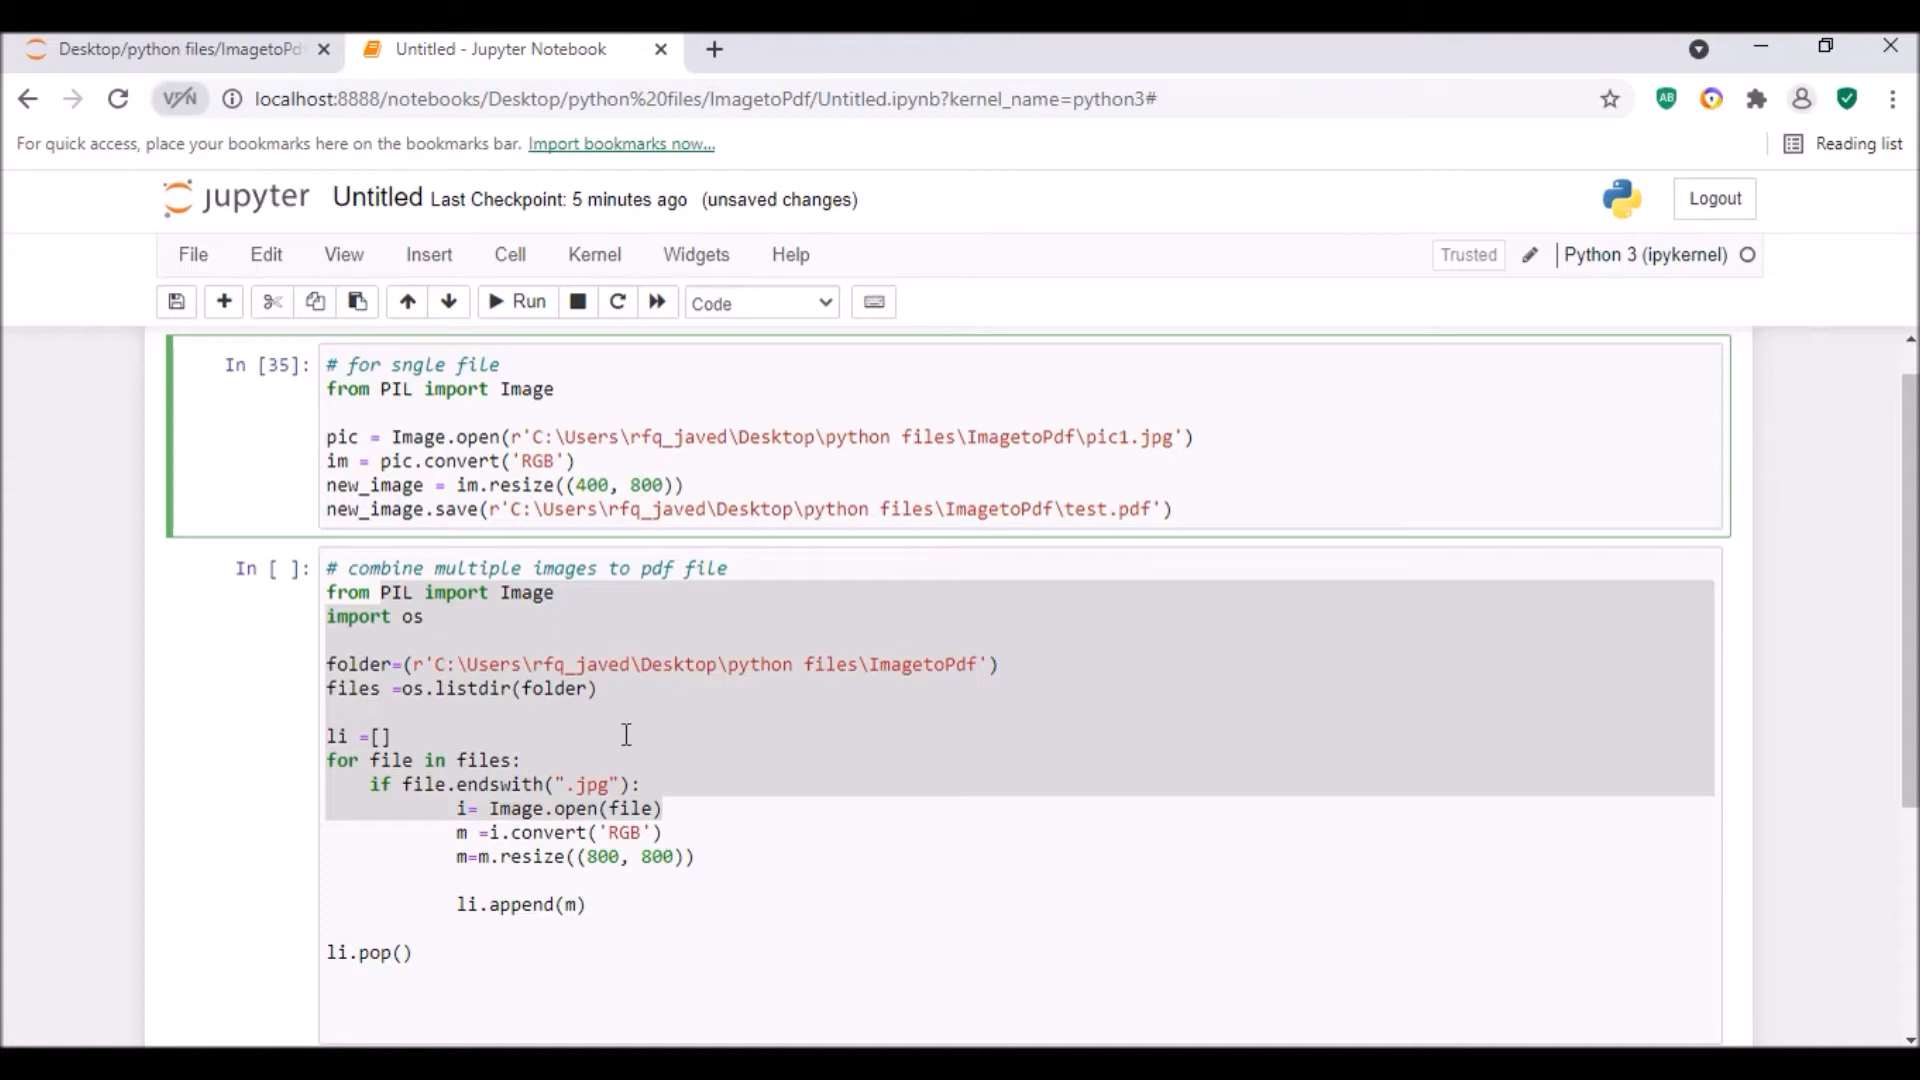 Desktop/python files/ImagetoPd
Untitled - Jupyter Notebook
VPN
localhost:8888/notebooks/Desktop/python%20files/ImagetoPdf/Untitled.ipynb?kernel_name=python3#
AB
For quick access, place your bookmarks here on the bookmarks bar. Import bookmarks now...
Reading list
jupyter Untitled Last Checkpoint: 5 minutes ago (unsaved changes)
Logout
File Edit View Insert Cell Kernel Widgets Help
Trusted
Python 3 (ipykernel)
Run
Code
In [35]:
# for sngle file
from PIL import Image
pic = Image.open(r'C:\Users\rfq_javed\Desktop\python files\ImagetoPdf\pic1.jpg')
im = pic.convert('RGB')
new_image = im.resize((400, 800))
new_image.save(r'C:\Users\rfq_javed\Desktop\python files\ImagetoPdf\test.pdf')
In [ ]:
# combine multiple images to pdf file
from PIL import Image
import os
folder=(r'C:\Users\rfq_javed\Desktop\python files\ImagetoPdf')
files =os.listdir(folder)
li =[]
for file in files:
if file.endswith(".jpg"):
i= Image.open(file)
m =i.convert('RGB')
m=m.resize((800, 800))
li.append(m)
li.pop()